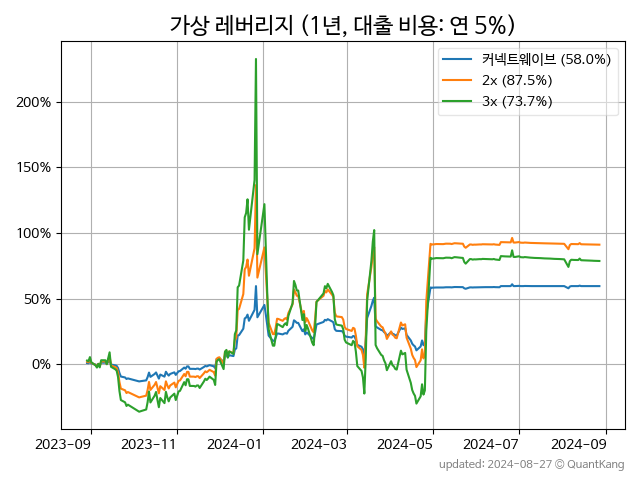 가상 레버리지 (1년, 대출 비용: 연 5%)
커넥트웨이브 (58.0%)
2x (87.5%)
3x (73.7%)
200%
150%
100%
50%
0%
2023-09 2023-11 2024-01 2024-03 2024-05 2024-07 2024-09
updated: 2024-08-27 © QuantKang